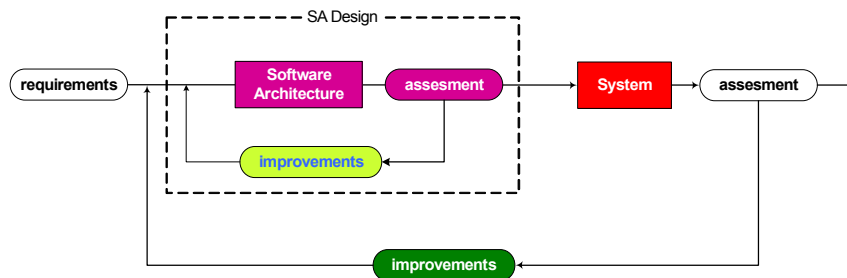 SA Design
requirements
Software
Architecture
assesment
System
assesment
improvements
improvements